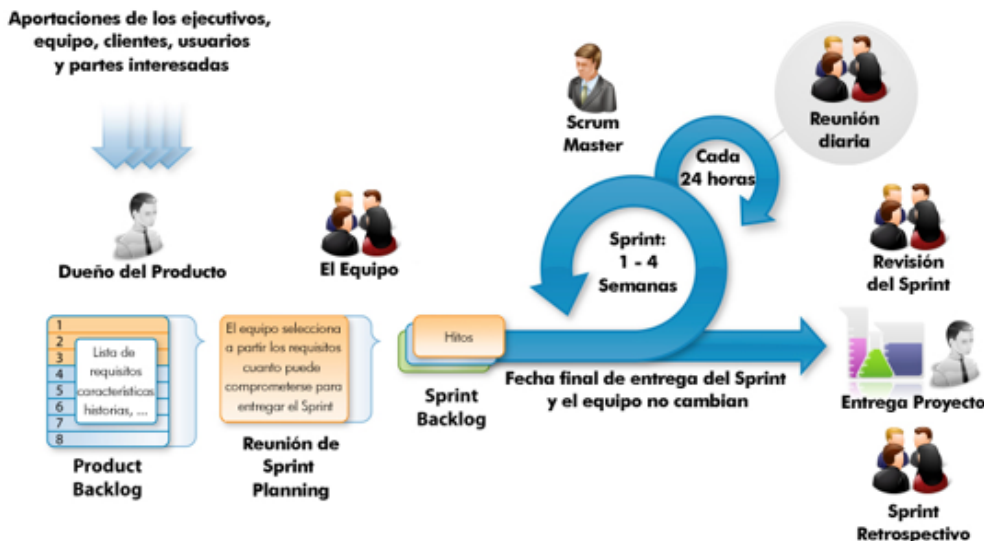 Aportaciones de los ejecutivos,
equipo, clientes, usuarios
y partes interesadas
Dueño del Producto
El Equipo
Scrum
Master
Cada
24 horas
Reunión
diaria
Sprint:
1 - 4
Semanas
Revisión
del Sprint
1
2
3
4
5
6
7
8
Lista de
requisitos
características
historias, ...
Product
Backlog
El equipo selecciona
a partir los requisitos
cuanto puede
comprometerse para
entregar el Sprint
Reunión de
Sprint
Planning
Hitos
Sprint
Backlog
Fecha final de entrega del Sprint
y el equipo no cambian
Entrega Proyecto
Sprint
Retrospectivo